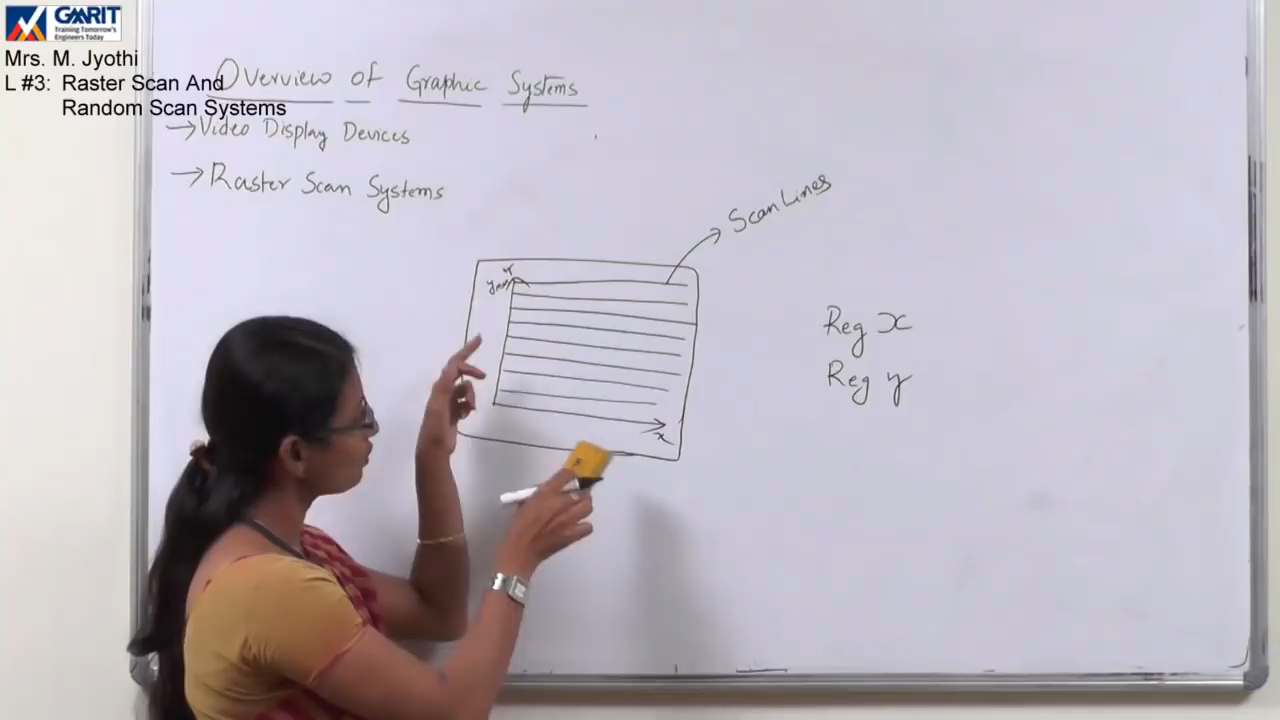 GMRIT
Training Tomorrow's
Engineers Today
Mrs. M. Jyothi
L #3: Raster Scan And
Random Scan Systems
Overview of Graphic Systems
→Video Display Devices
→Raster Scan Systems
Scan Lines
y
x
Reg x
Reg y